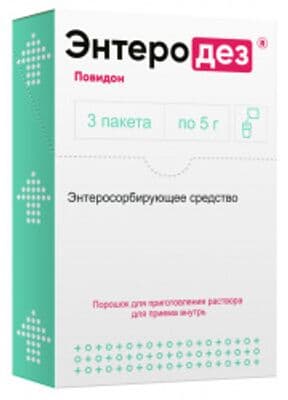 Энтеродез®
Повидон
3 пакета по 5 г
Энтеросорбирующее средство
Порошок для приготовления раствора
для приема внутрь